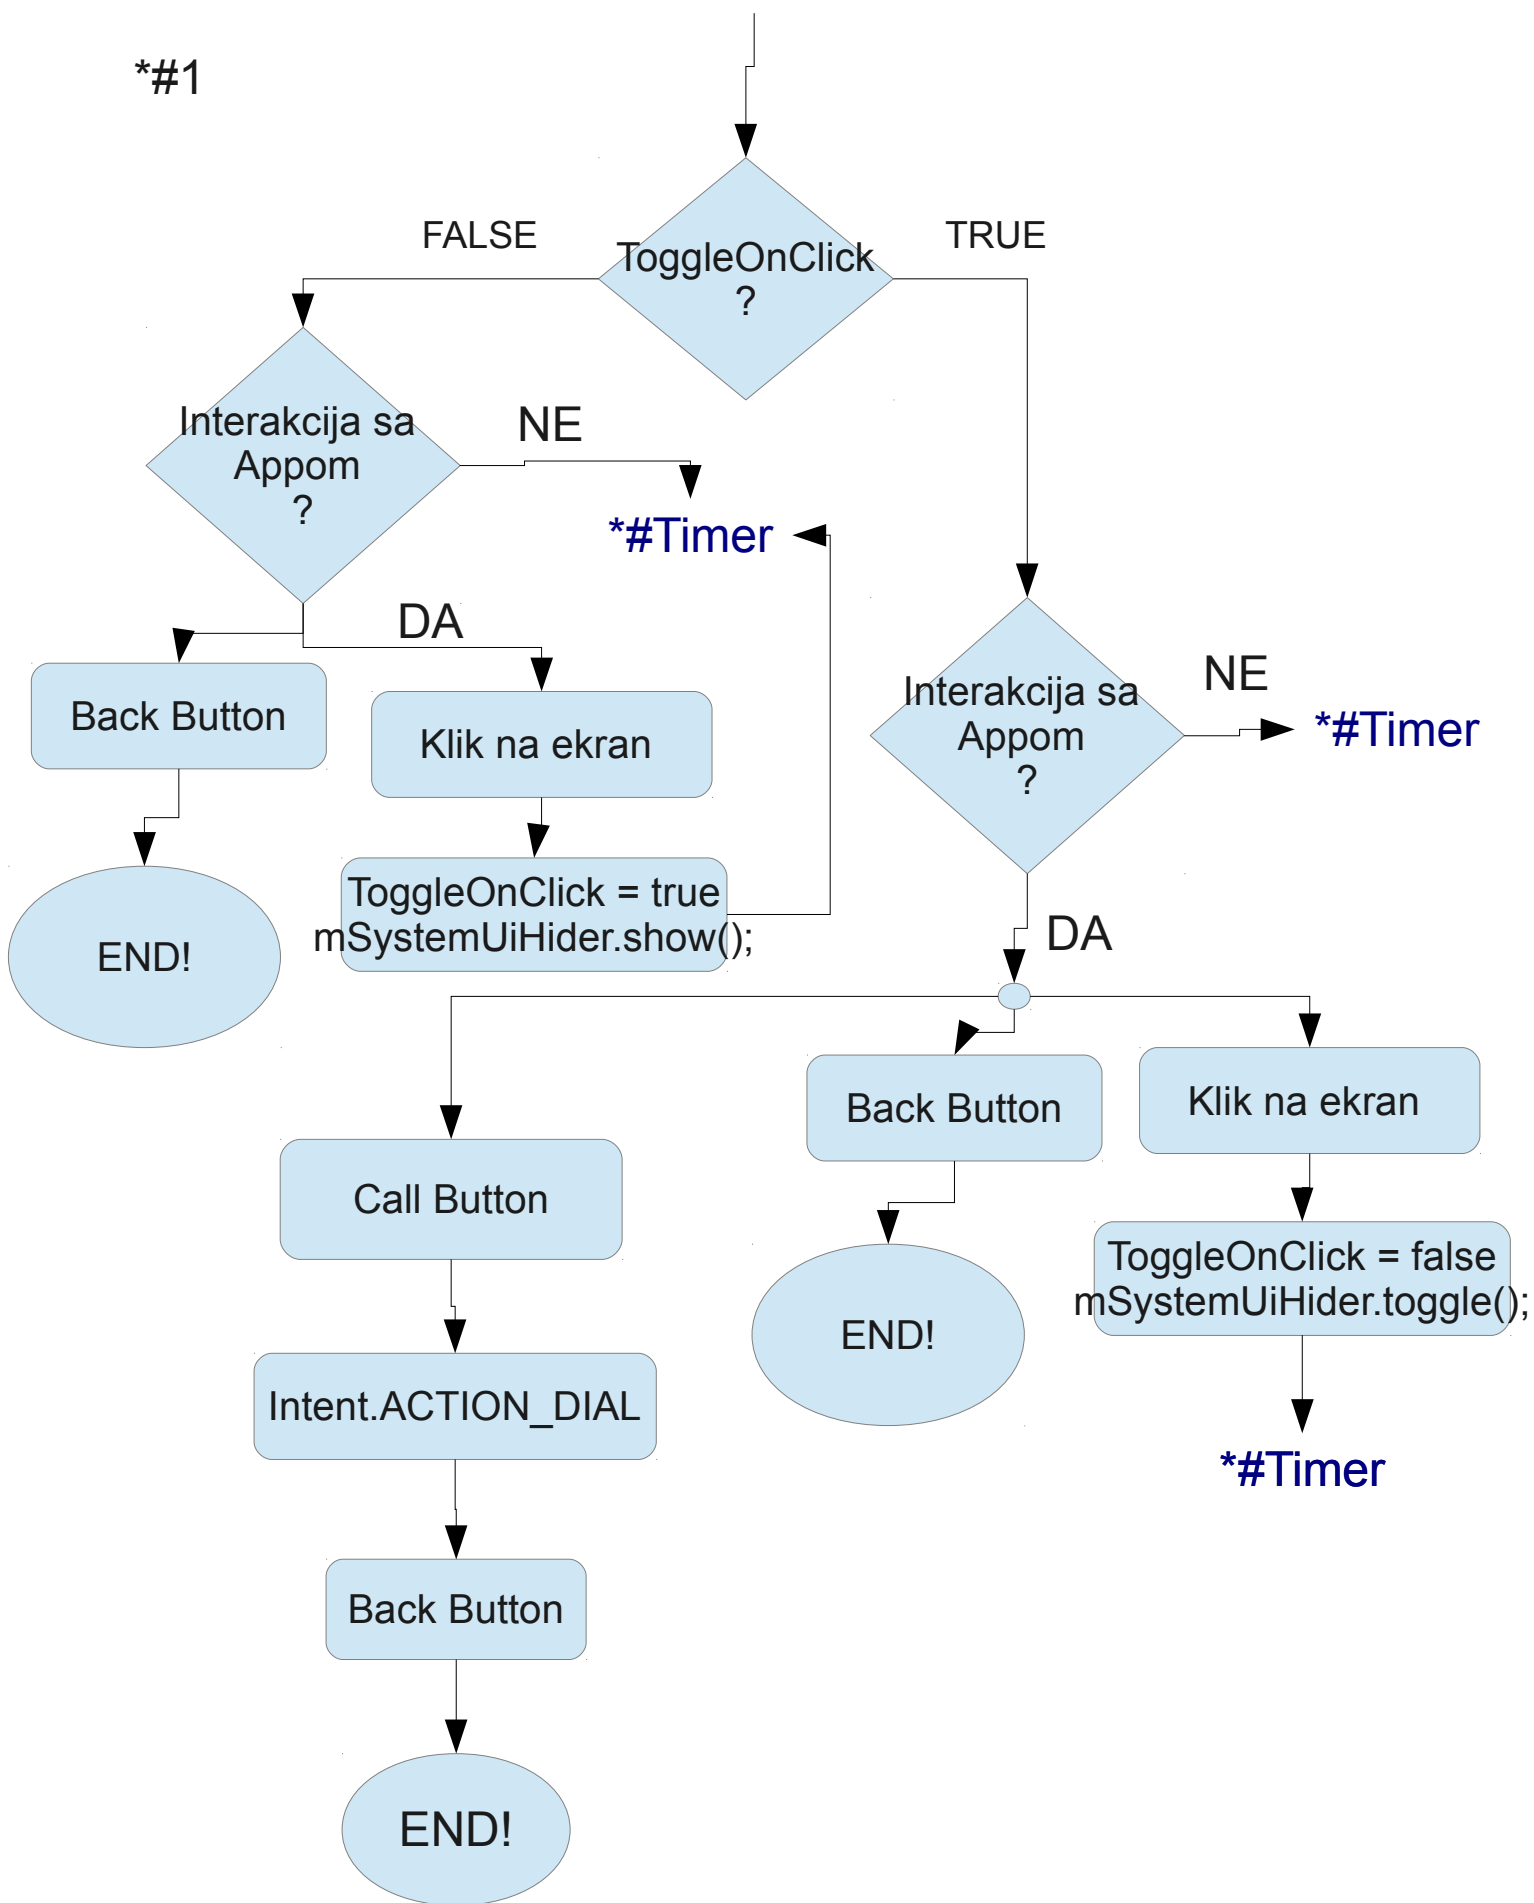 *#1
FALSE
TRUE
ToggleOnClick
?
Interakcija sa
Appom
?
NE
*#Timer
DA
Back Button
Klik na ekran
Interakcija sa
Appom
?
NE
*#Timer
ToggleOnClick = true
mSystemUiHider.show();
END!
DA
Back Button
Klik na ekran
Call Button
ToggleOnClick = false
mSystemUiHider.toggle();
END!
Intent.ACTION_DIAL
*#Timer
Back Button
END!